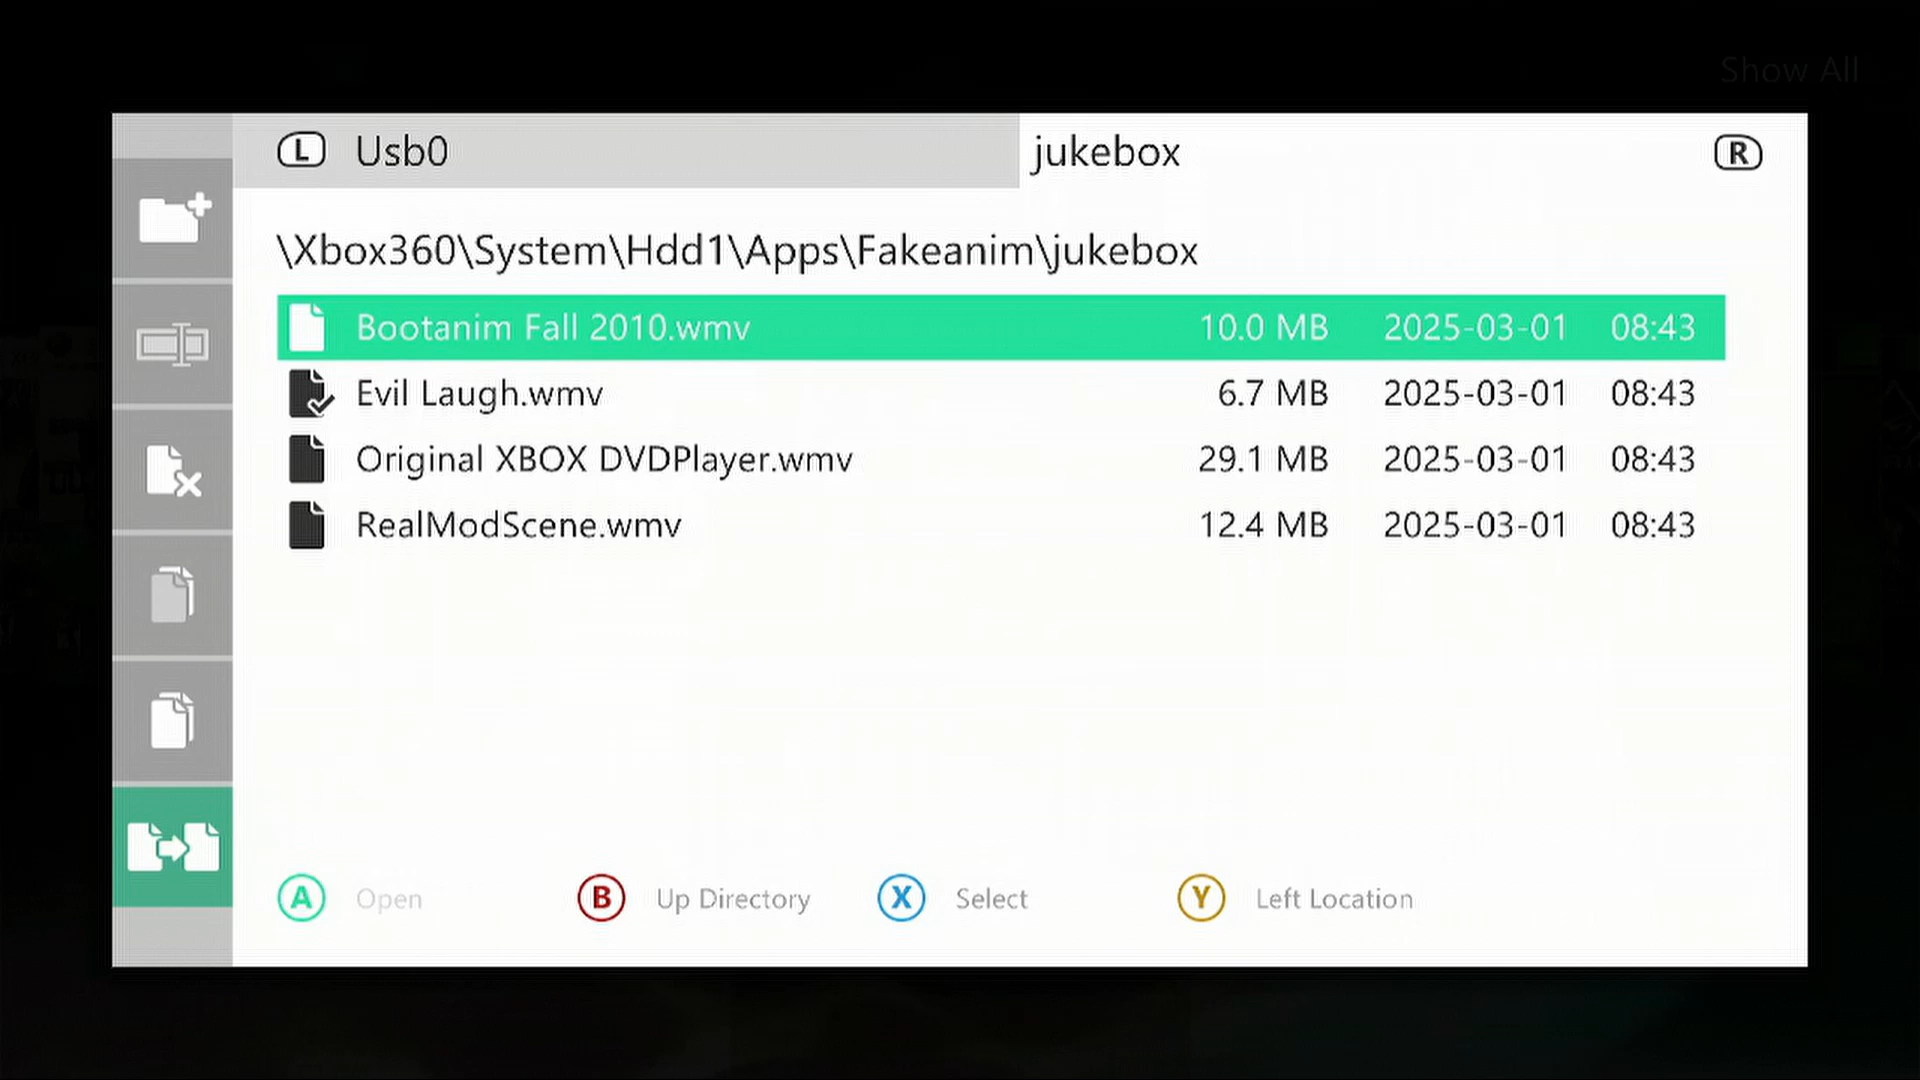 Show All
L Usb0 jukebox R
\Xbox360\System\Hdd1\Apps\Fakeanim\jukebox
Bootanim Fall 2010.wmv 10.0 MB 2025-03-01 08:43
Evil Laugh.wmv 6.7 MB 2025-03-01 08:43
Original XBOX DVDPlayer.wmv 29.1 MB 2025-03-01 08:43
RealModScene.wmv 12.4 MB 2025-03-01 08:43
A Open B Up Directory X Select Y Left Location